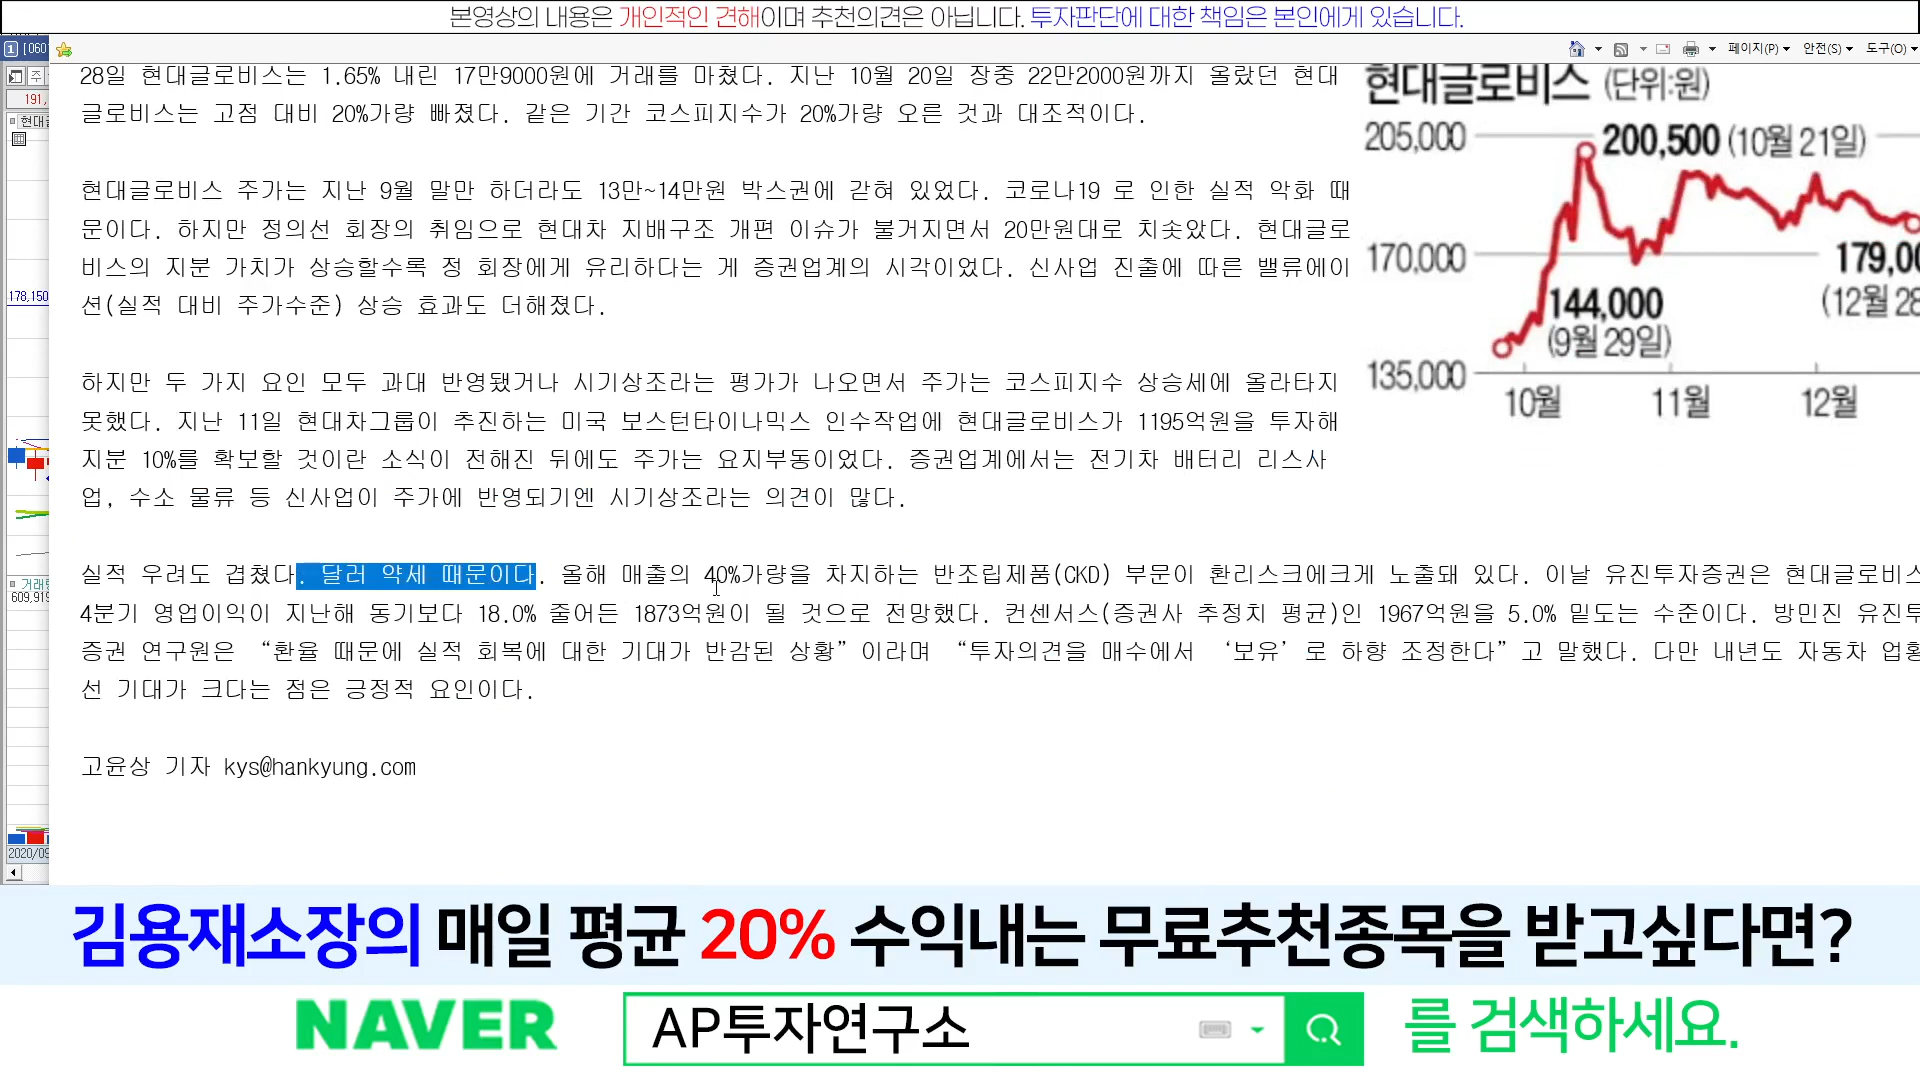 본영상의 내용은 개인적인 견해이며 추천의견은 아닙니다. 투자판단에 대한 책임은 본인에게 있습니다.
1 [060
페이지(P) 안전(S) 도구(O)
주
191,
현대글
178,150
거래량
609,919
2020/09
28일 현대글로비스는 1.65% 내린 17만9000원에 거래를 마쳤다. 지난 10월 20일 장중 22만2000원까지 올랐던 현대
글로비스는 고점 대비 20%가량 빠졌다. 같은 기간 코스피지수가 20%가량 오른 것과 대조적이다.
현대글로비스 주가는 지난 9월 말만 하더라도 13만~14만원 박스권에 갇혀 있었다. 코로나19 로 인한 실적 악화 때
문이다. 하지만 정의선 회장의 취임으로 현대차 지배구조 개편 이슈가 불거지면서 20만원대로 치솟았다. 현대글로
비스의 지분 가치가 상승할수록 정 회장에게 유리하다는 게 증권업계의 시각이었다. 신사업 진출에 따른 밸류에이
션(실적 대비 주가수준) 상승 효과도 더해졌다.
하지만 두 가지 요인 모두 과대 반영됐거나 시기상조라는 평가가 나오면서 주가는 코스피지수 상승세에 올라타지
못했다. 지난 11일 현대차그룹이 추진하는 미국 보스턴타이나믹스 인수작업에 현대글로비스가 1195억원을 투자해
지분 10%를 확보할 것이란 소식이 전해진 뒤에도 주가는 요지부동이었다. 증권업계에서는 전기차 배터리 리스사
업, 수소 물류 등 신사업이 주가에 반영되기엔 시기상조라는 의견이 많다.
실적 우려도 겹쳤다. 달러 약세 때문이다. 올해 매출의 40%가량을 차지하는 반조립제품(CKD) 부문이 환리스크에크게 노출돼 있다. 이날 유진투자증권은 현대글로비스
4분기 영업이익이 지난해 동기보다 18.0% 줄어든 1873억원이 될 것으로 전망했다. 컨센서스(증권사 추정치 평균)인 1967억원을 5.0% 밑도는 수준이다. 방민진 유진투
증권 연구원은 “환율 때문에 실적 회복에 대한 기대가 반감된 상황”이라며 “투자의견을 매수에서 ‘보유’로 하향 조정한다”고 말했다. 다만 내년도 자동차 업황
선 기대가 크다는 점은 긍정적 요인이다.
고윤상 기자 kys@hankyung.com
현대글로비스 (단위:원)
205,000
200,500 (10월 21일)
170,000
179,00
(12월 28
144,000
(9월 29일)
135,000
10월 11월 12월
김용재소장의 매일 평균 20% 수익내는 무료추천종목을 받고싶다면?
NAVER AP투자연구소 를 검색하세요.